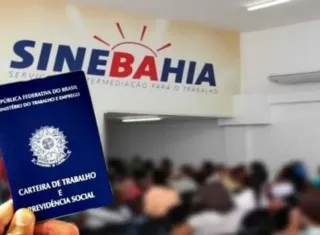 SINEBAHIA
SERVIÇO DE INTERMEDIAÇÃO PARA O TRABALHO
REPÚBLICA FEDERATIVA DO BRASIL
MINISTÉRIO DO TRABALHO E EMPREGO
CARTEIRA DE TRABALHO
E
PREVIDÊNCIA SOCIAL